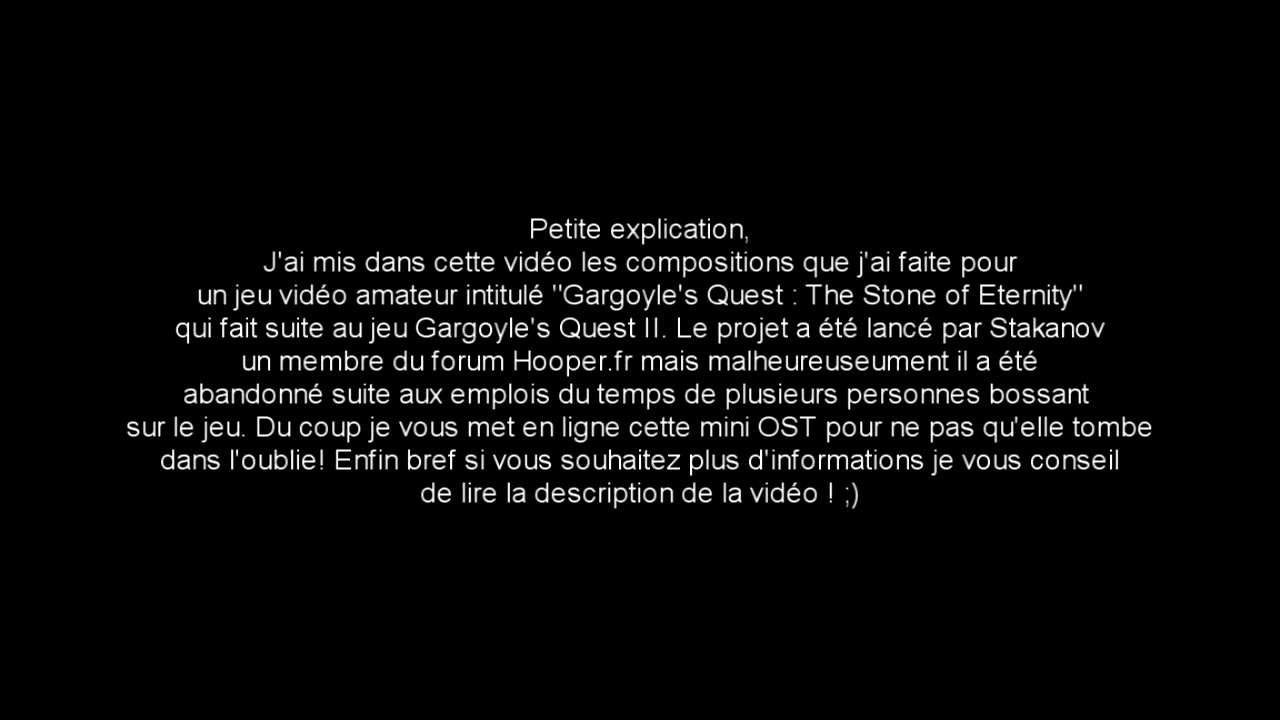 Petite explication,
J'ai mis dans cette vidéo les compositions que j'ai faite pour
un jeu vidéo amateur intitulé "Gargoyle's Quest : The Stone of Eternity"
qui fait suite au jeu Gargoyle's Quest II. Le projet a été lancé par Stakanov
un membre du forum Hooper.fr mais malheureuseument il a été
abandonné suite aux emplois du temps de plusieurs personnes bossant
sur le jeu. Du coup je vous met en ligne cette mini OST pour ne pas qu'elle tombe
dans l'oublie! Enfin bref si vous souhaitez plus d'informations je vous conseil
de lire la description de la vidéo ! ;)